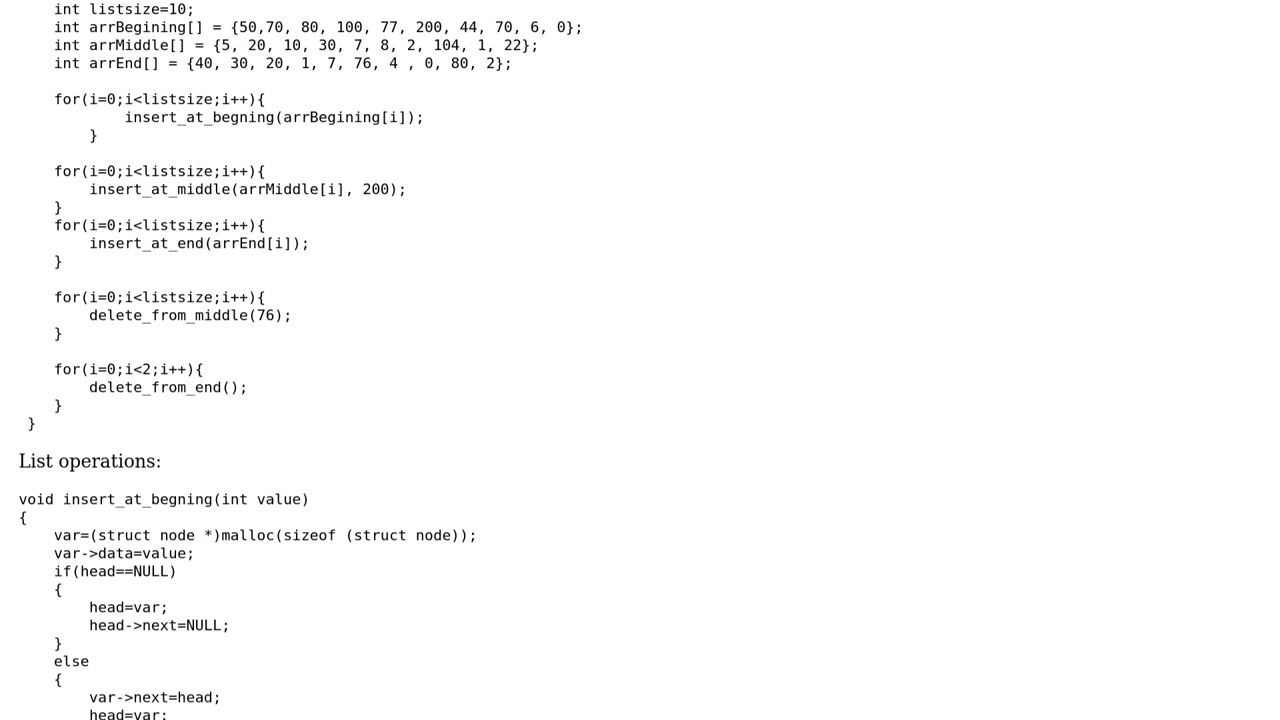 int listsize=10;
int arrBegining[] = {50,70, 80, 100, 77, 200, 44, 70, 6, 0};
int arrMiddle[] = {5, 20, 10, 30, 7, 8, 2, 104, 1, 22};
int arrEnd[] = {40, 30, 20, 1, 7, 76, 4 , 0, 80, 2};
for(i=0;i<listsize;i++){
insert_at_begning(arrBegining[i]);
}
for(i=0;i<listsize;i++){
insert_at_middle(arrMiddle[i], 200);
}
for(i=0;i<listsize;i++){
insert_at_end(arrEnd[i]);
}
for(i=0;i<listsize;i++){
delete_from_middle(76);
}
for(i=0;i<2;i++){
delete_from_end();
}
}
List operations:
void insert_at_begning(int value)
{
var=(struct node *)malloc(sizeof (struct node));
var->data=value;
if(head==NULL)
{
head=var;
head->next=NULL;
}
else
{
var->next=head;
head=var;